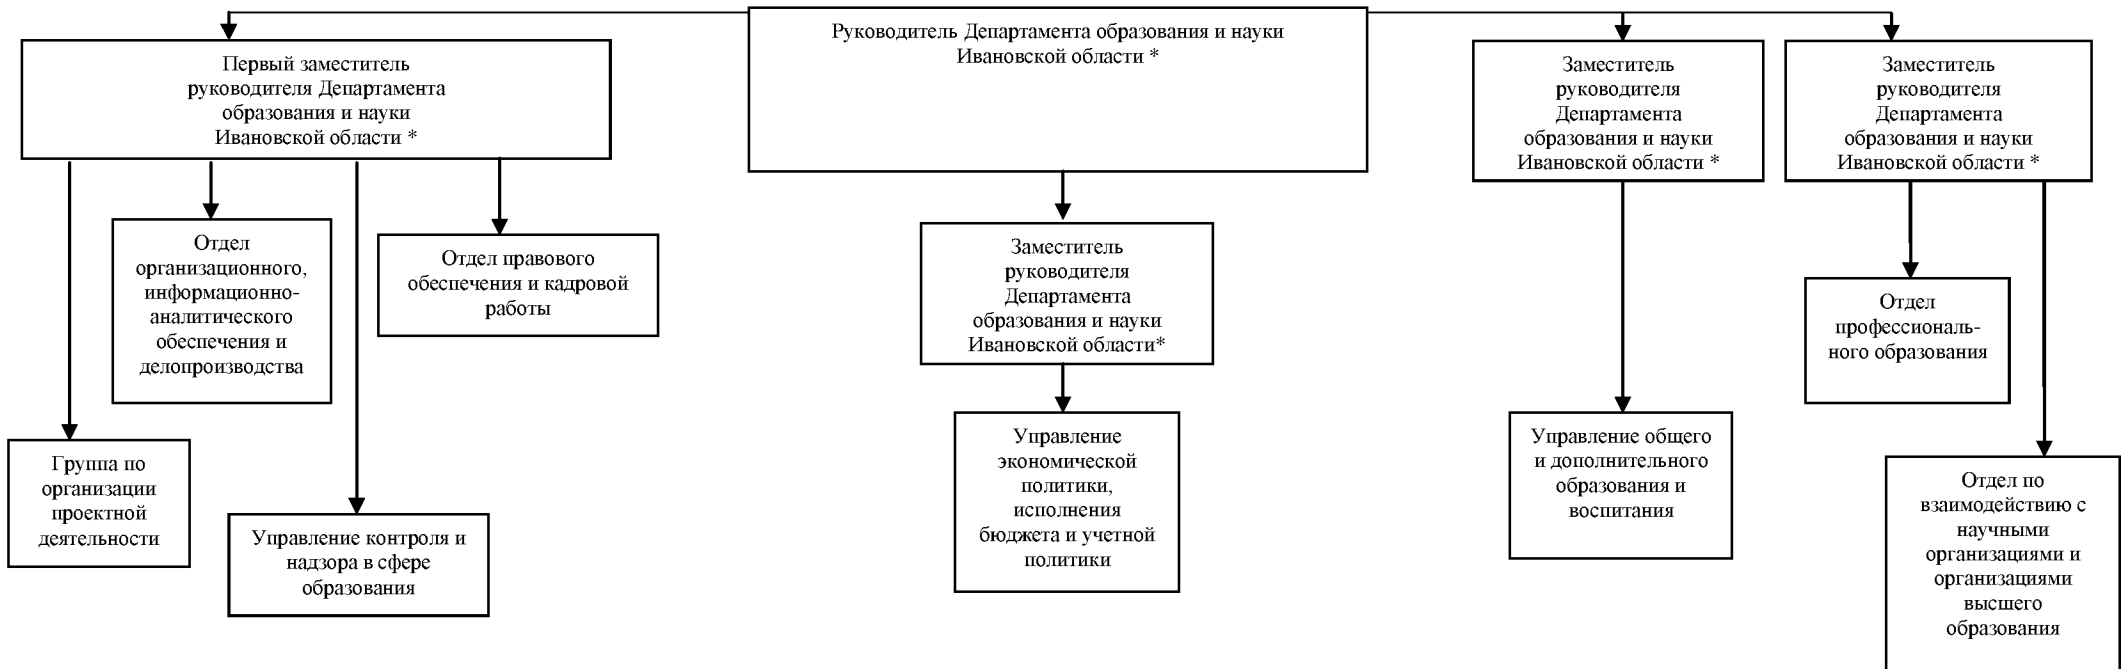 Руководитель Департамента образования и науки
Ивановской области *
Первый заместитель
руководителя Департамента
образования и науки
Ивановской области *
Заместитель
руководителя
Департамента
образования и науки
Ивановской области *
Заместитель
руководителя
Департамента
образования и науки
Ивановской области *
Отдел
организационного,
информационно-
аналитического
обеспечения и
делопроизводства
Отдел правового
обеспечения и кадровой
работы
Заместитель
руководителя
Департамента
образования и науки
Ивановской области*
Отдел
профессиональ-
ного образования
Группа по
организации
проектной
деятельности
Управление контроля и
надзора в сфере
образования
Управление
экономической
политики,
исполнения
бюджета и учетной
политики
Управление общего
и дополнительного
образования и
воспитания
Отдел по
взаимодействию с
научными
организациями и
организациями
высшего
образования